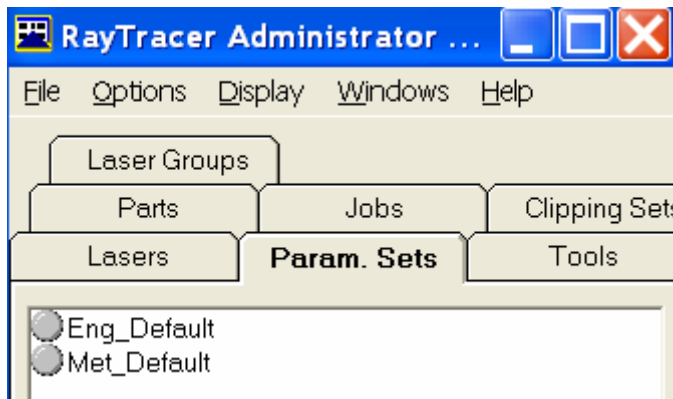 RayTracer Administrator ...
File Options Display Windows Help
Laser Groups
Parts Jobs Clipping Sets
Lasers Param. Sets Tools
Eng_Default
Met_Default